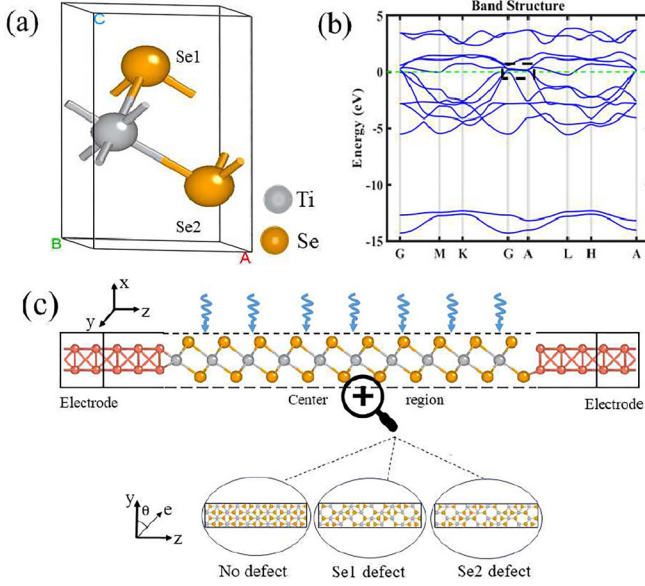 (a)
C
Se1
Se2
B
A
Ti
Se
(b)
Band Structure
Energy (eV)
5
0
-5
-10
-15
G M K G A L H A
(c)
x
z
y
Electrode
Center region
Electrode
y
θ e
z
No defect Se1 defect Se2 defect